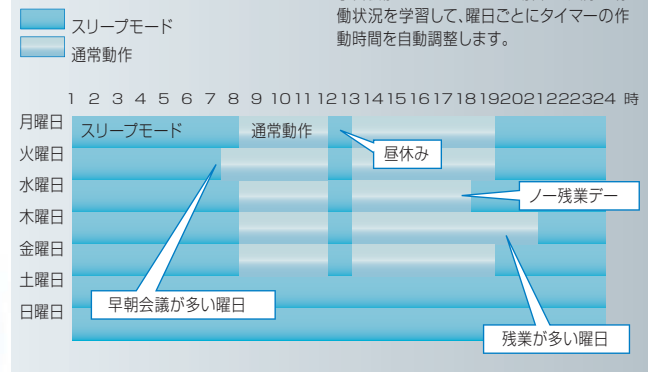 働状況を学習して、曜日ごとにタイマーの作
動時間を自動調整します。
スリープモード
通常動作
1 2 3 4 5 6 7 8 9 10 11 12 13 14 15 16 17 18 19 20 21 22 23 24 時
月曜日
スリープモード 通常動作
昼休み
火曜日
水曜日
ノー残業デー
木曜日
金曜日
土曜日
早朝会議が多い曜日
日曜日
残業が多い曜日